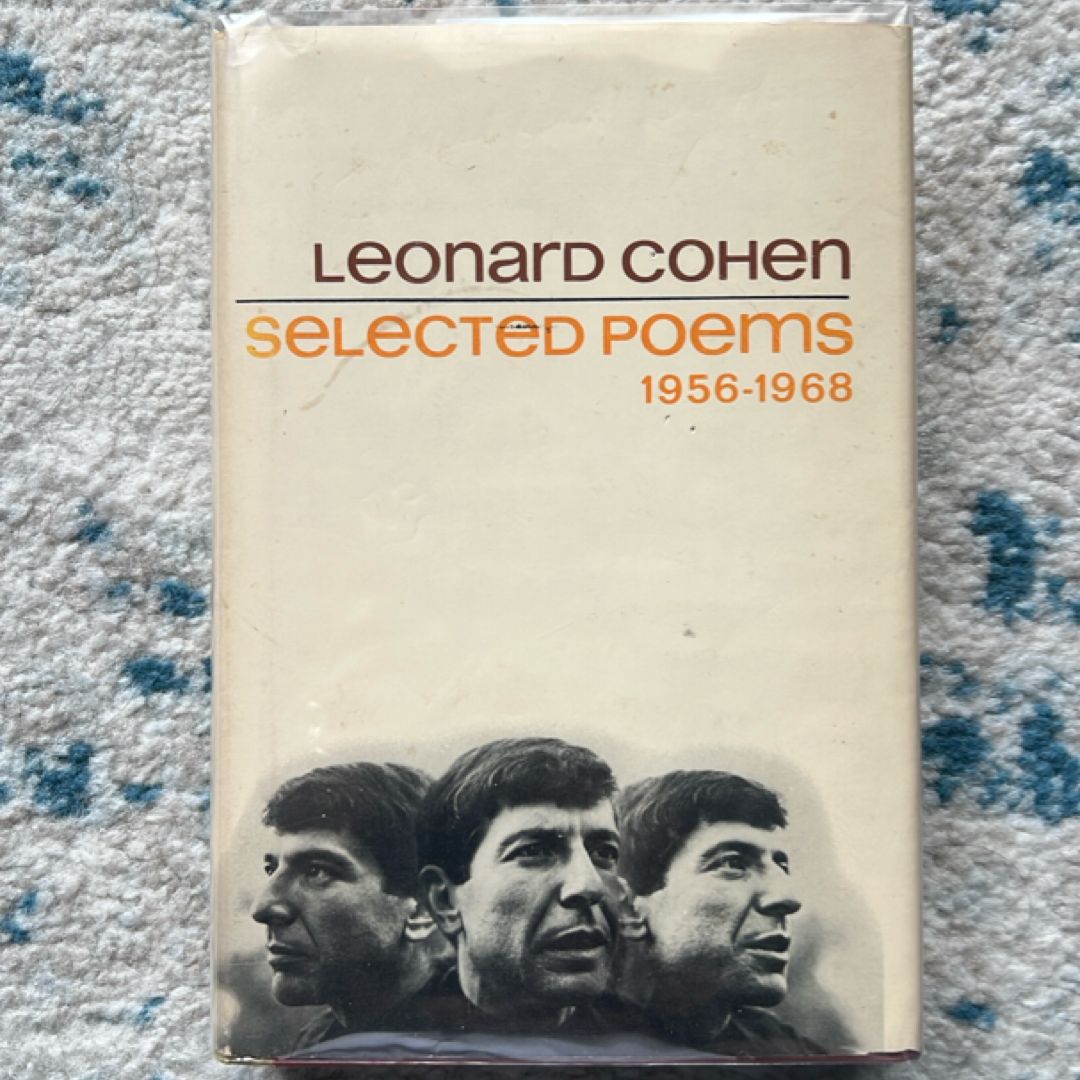 Leonard Cohen
Selected Poems
1956-1968